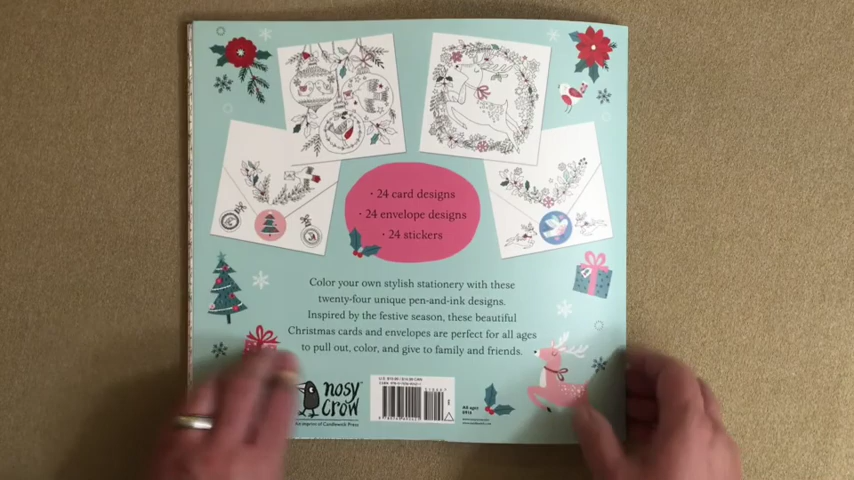 • 24 card designs
• 24 envelope designs
• 24 stickers
Color your own stylish stationery with these
twenty-four unique pen-and-ink designs.
Inspired by the festive season, these beautiful
Christmas cards and envelopes are perfect for all ages
to pull out, color, and give to family and friends.
nosy
crow
An imprint of Candlewick Press
All ages